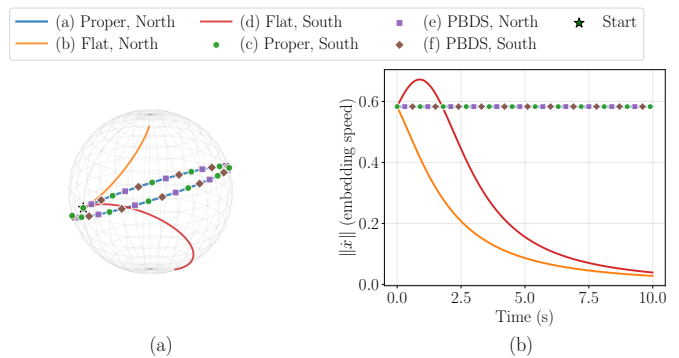 (a) Proper, North (d) Flat, South (e) PBDS, North Start
(b) Flat, North (c) Proper, South (f) PBDS, South
0.6
0.4
0.2
0.0
‖ẋ‖ (embedding speed)
0.0 2.5 5.0 7.5 10.0
Time (s)
(a) (b)